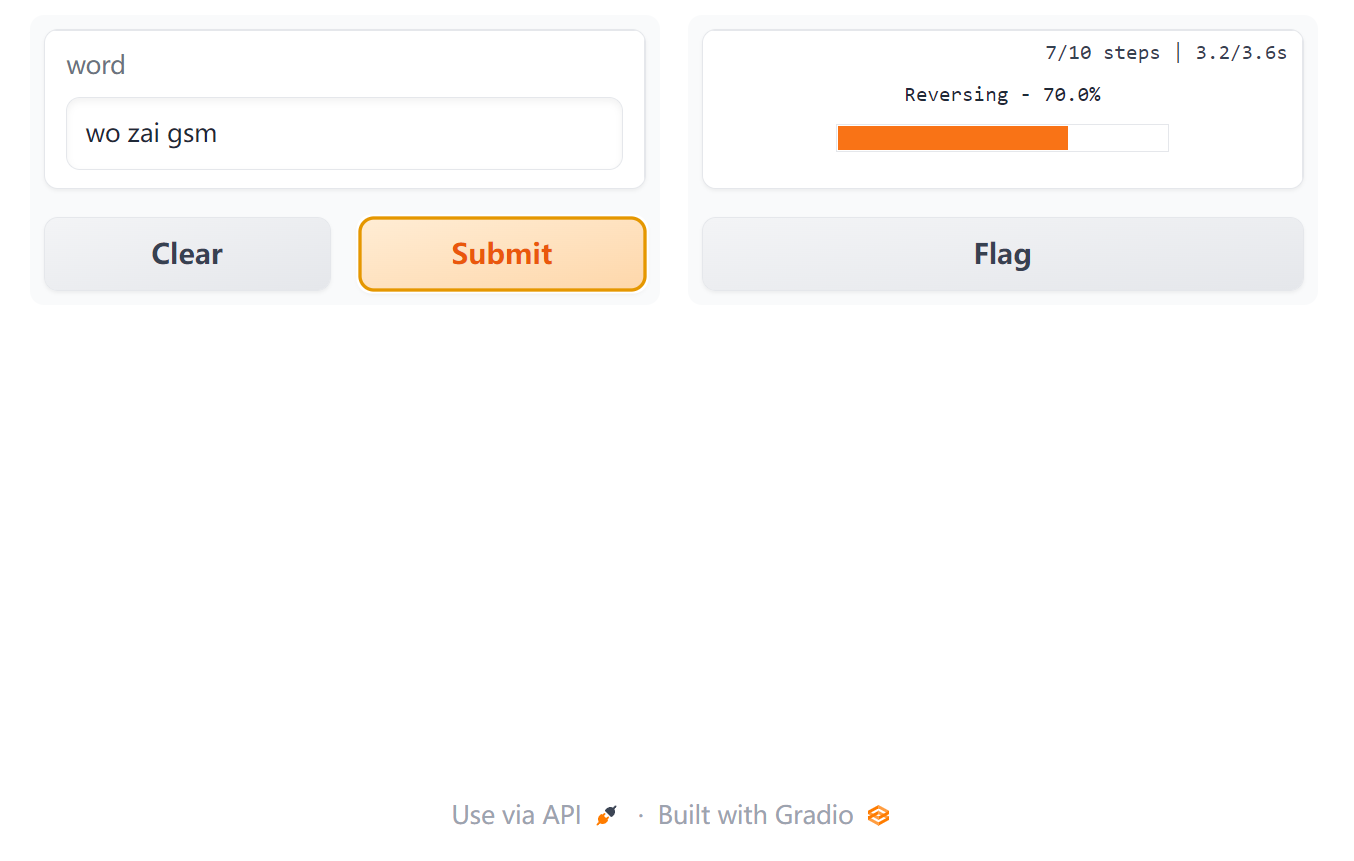 word
wo zai gsm
Clear
Submit
7/10 steps | 3.2/3.6s
Reversing - 70.0%
Flag
Use via API · Built with Gradio